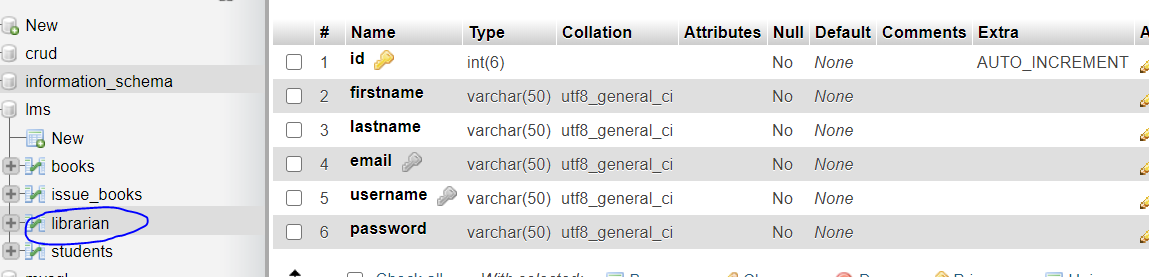 New
crud
information_schema
lms
New
books
issue_books
librarian
students
# Name Type Collation Attributes Null Default Comments Extra
1 id int(6) No None AUTO_INCREMENT
2 firstname varchar(50) utf8_general_ci No None
3 lastname varchar(50) utf8_general_ci No None
4 email varchar(50) utf8_general_ci No None
5 username varchar(50) utf8_general_ci No None
6 password varchar(50) utf8_general_ci No None